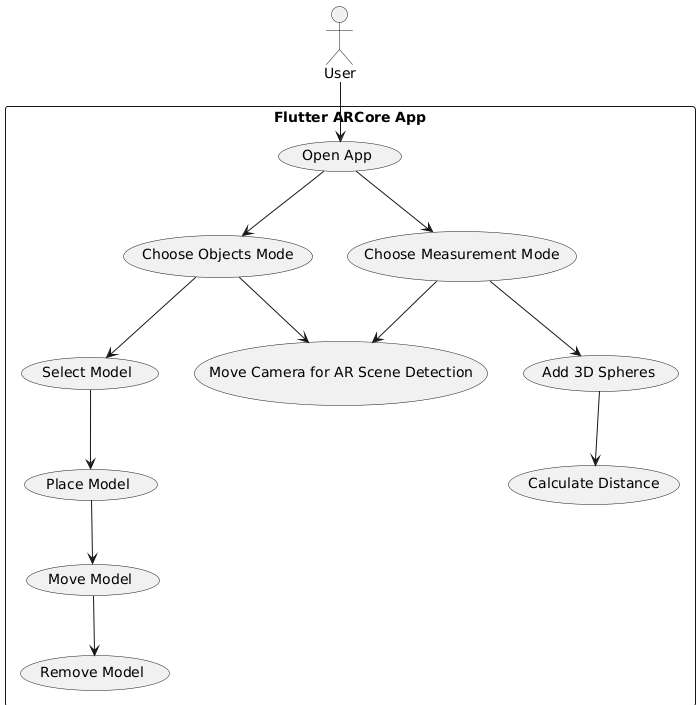 User
Flutter ARCore App
Open App
Choose Objects Mode
Choose Measurement Mode
Select Model
Move Camera for AR Scene Detection
Add 3D Spheres
Place Model
Calculate Distance
Move Model
Remove Model